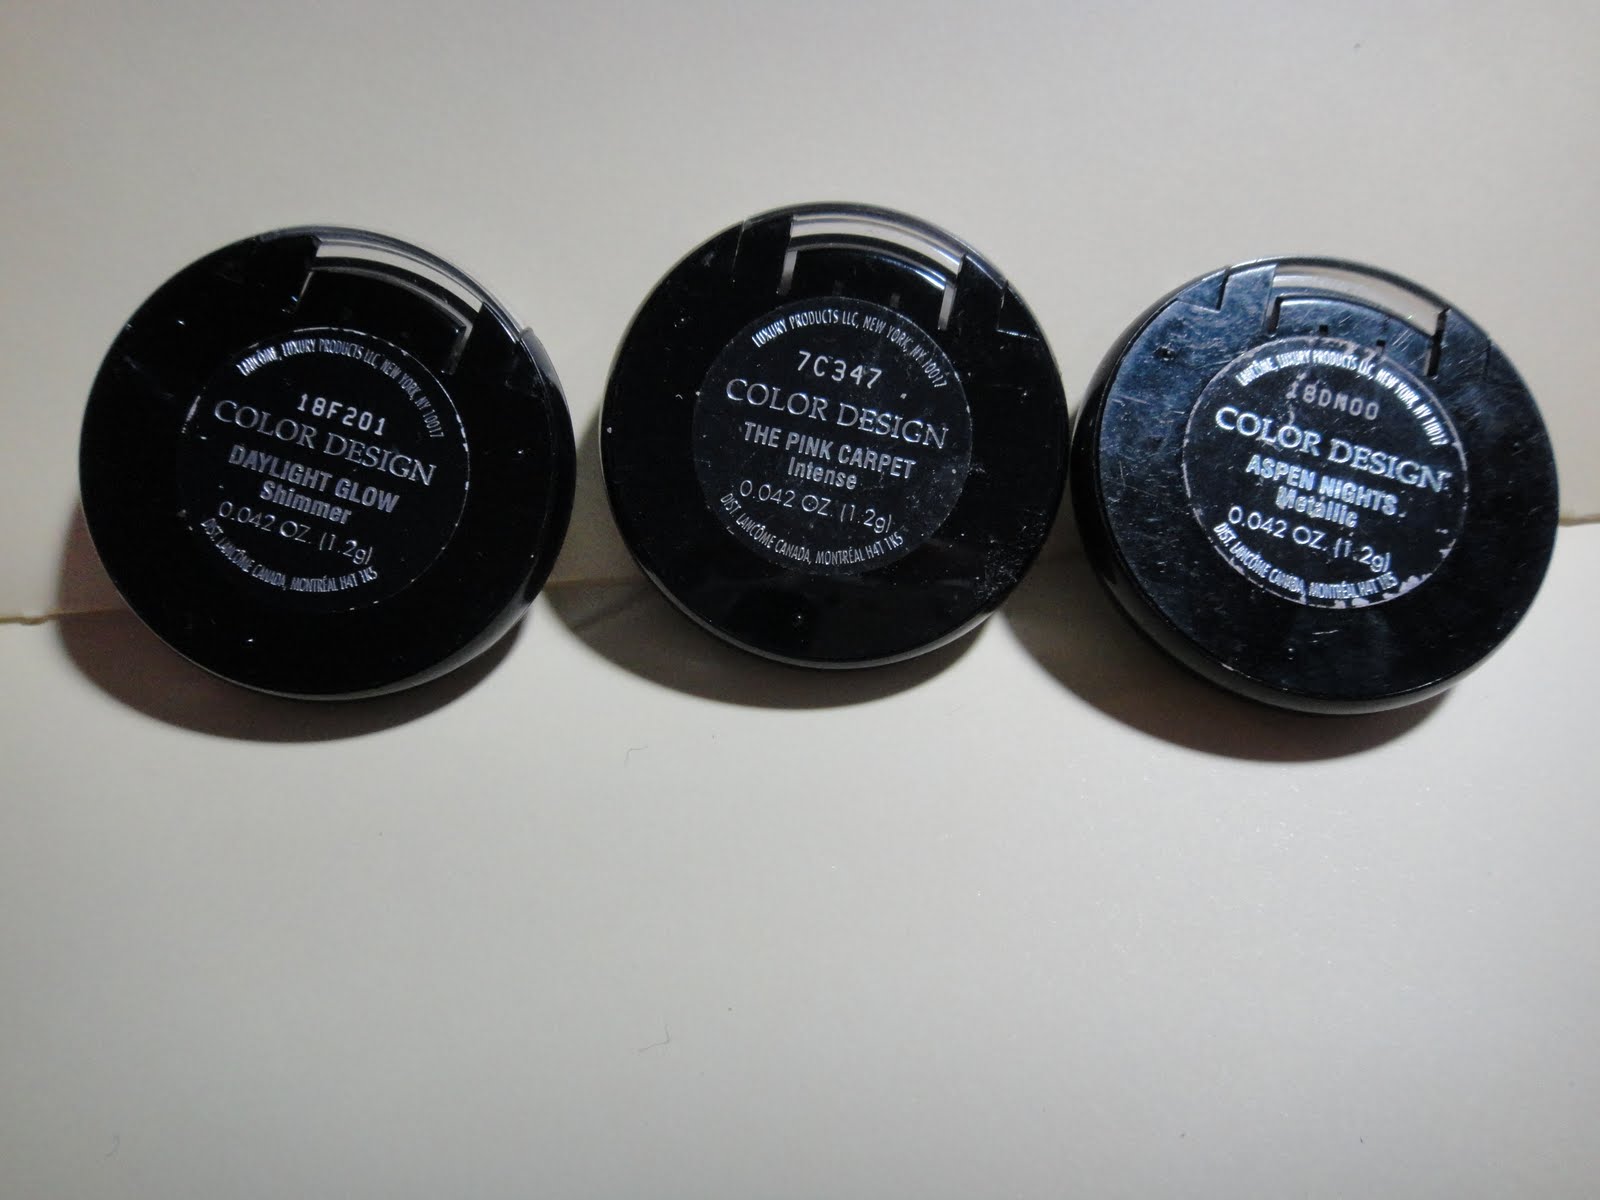 LANCÔME, LUXURY PRODUCTS LLC, NEW YORK, NY 10017
18F201
COLOR DESIGN
DAYLIGHT GLOW
Shimmer
0.042 OZ. (1.2g)
DIST. LANCÔME CANADA, MONTRÉAL H4T 1K5
LUXURY PRODUCTS LLC, NEW YORK, NY 10017
7C347
COLOR DESIGN
THE PINK CARPET
Intense
0.042 OZ. (1.2g)
DIST. LANCÔME CANADA, MONTRÉAL H4T 1K5
LANCÔME, LUXURY PRODUCTS LLC, NEW YORK, NY 10017
COLOR DESIGN
ASPEN NIGHTS
Metallic
0.042 OZ. (1.2g)
DIST. LANCÔME CANADA, MONTRÉAL H4T